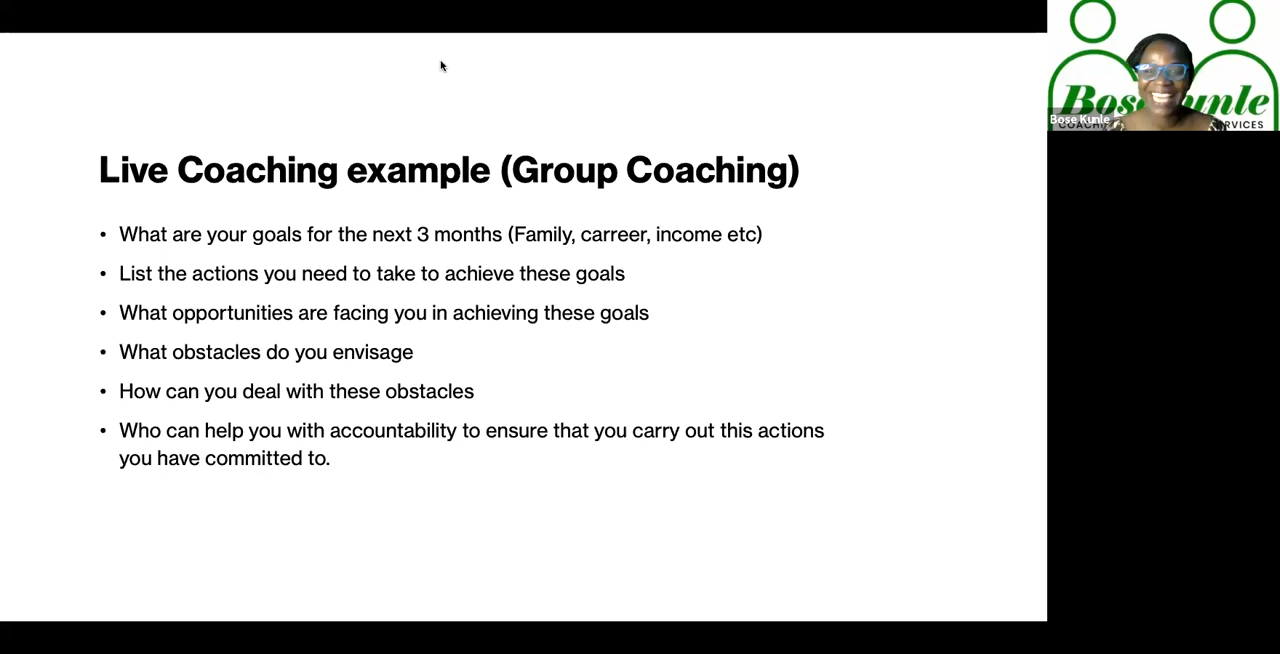 Live Coaching example (Group Coaching)
• What are your goals for the next 3 months (Family, carreer, income etc)
• List the actions you need to take to achieve these goals
• What opportunities are facing you in achieving these goals
• What obstacles do you envisage
• How can you deal with these obstacles
• Who can help you with accountability to ensure that you carry out this actions
you have committed to.
Bose Kunle